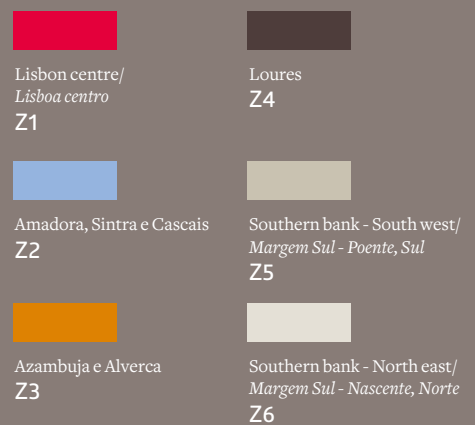 Lisbon centre/
Lisboa centro
Z1
Amadora, Sintra e Cascais
Z2
Azambuja e Alverca
Z3
Loures
Z4
Southern bank - South west/
Margem Sul - Poente, Sul
Z5
Southern bank - North east/
Margem Sul - Nascente, Norte
Z6